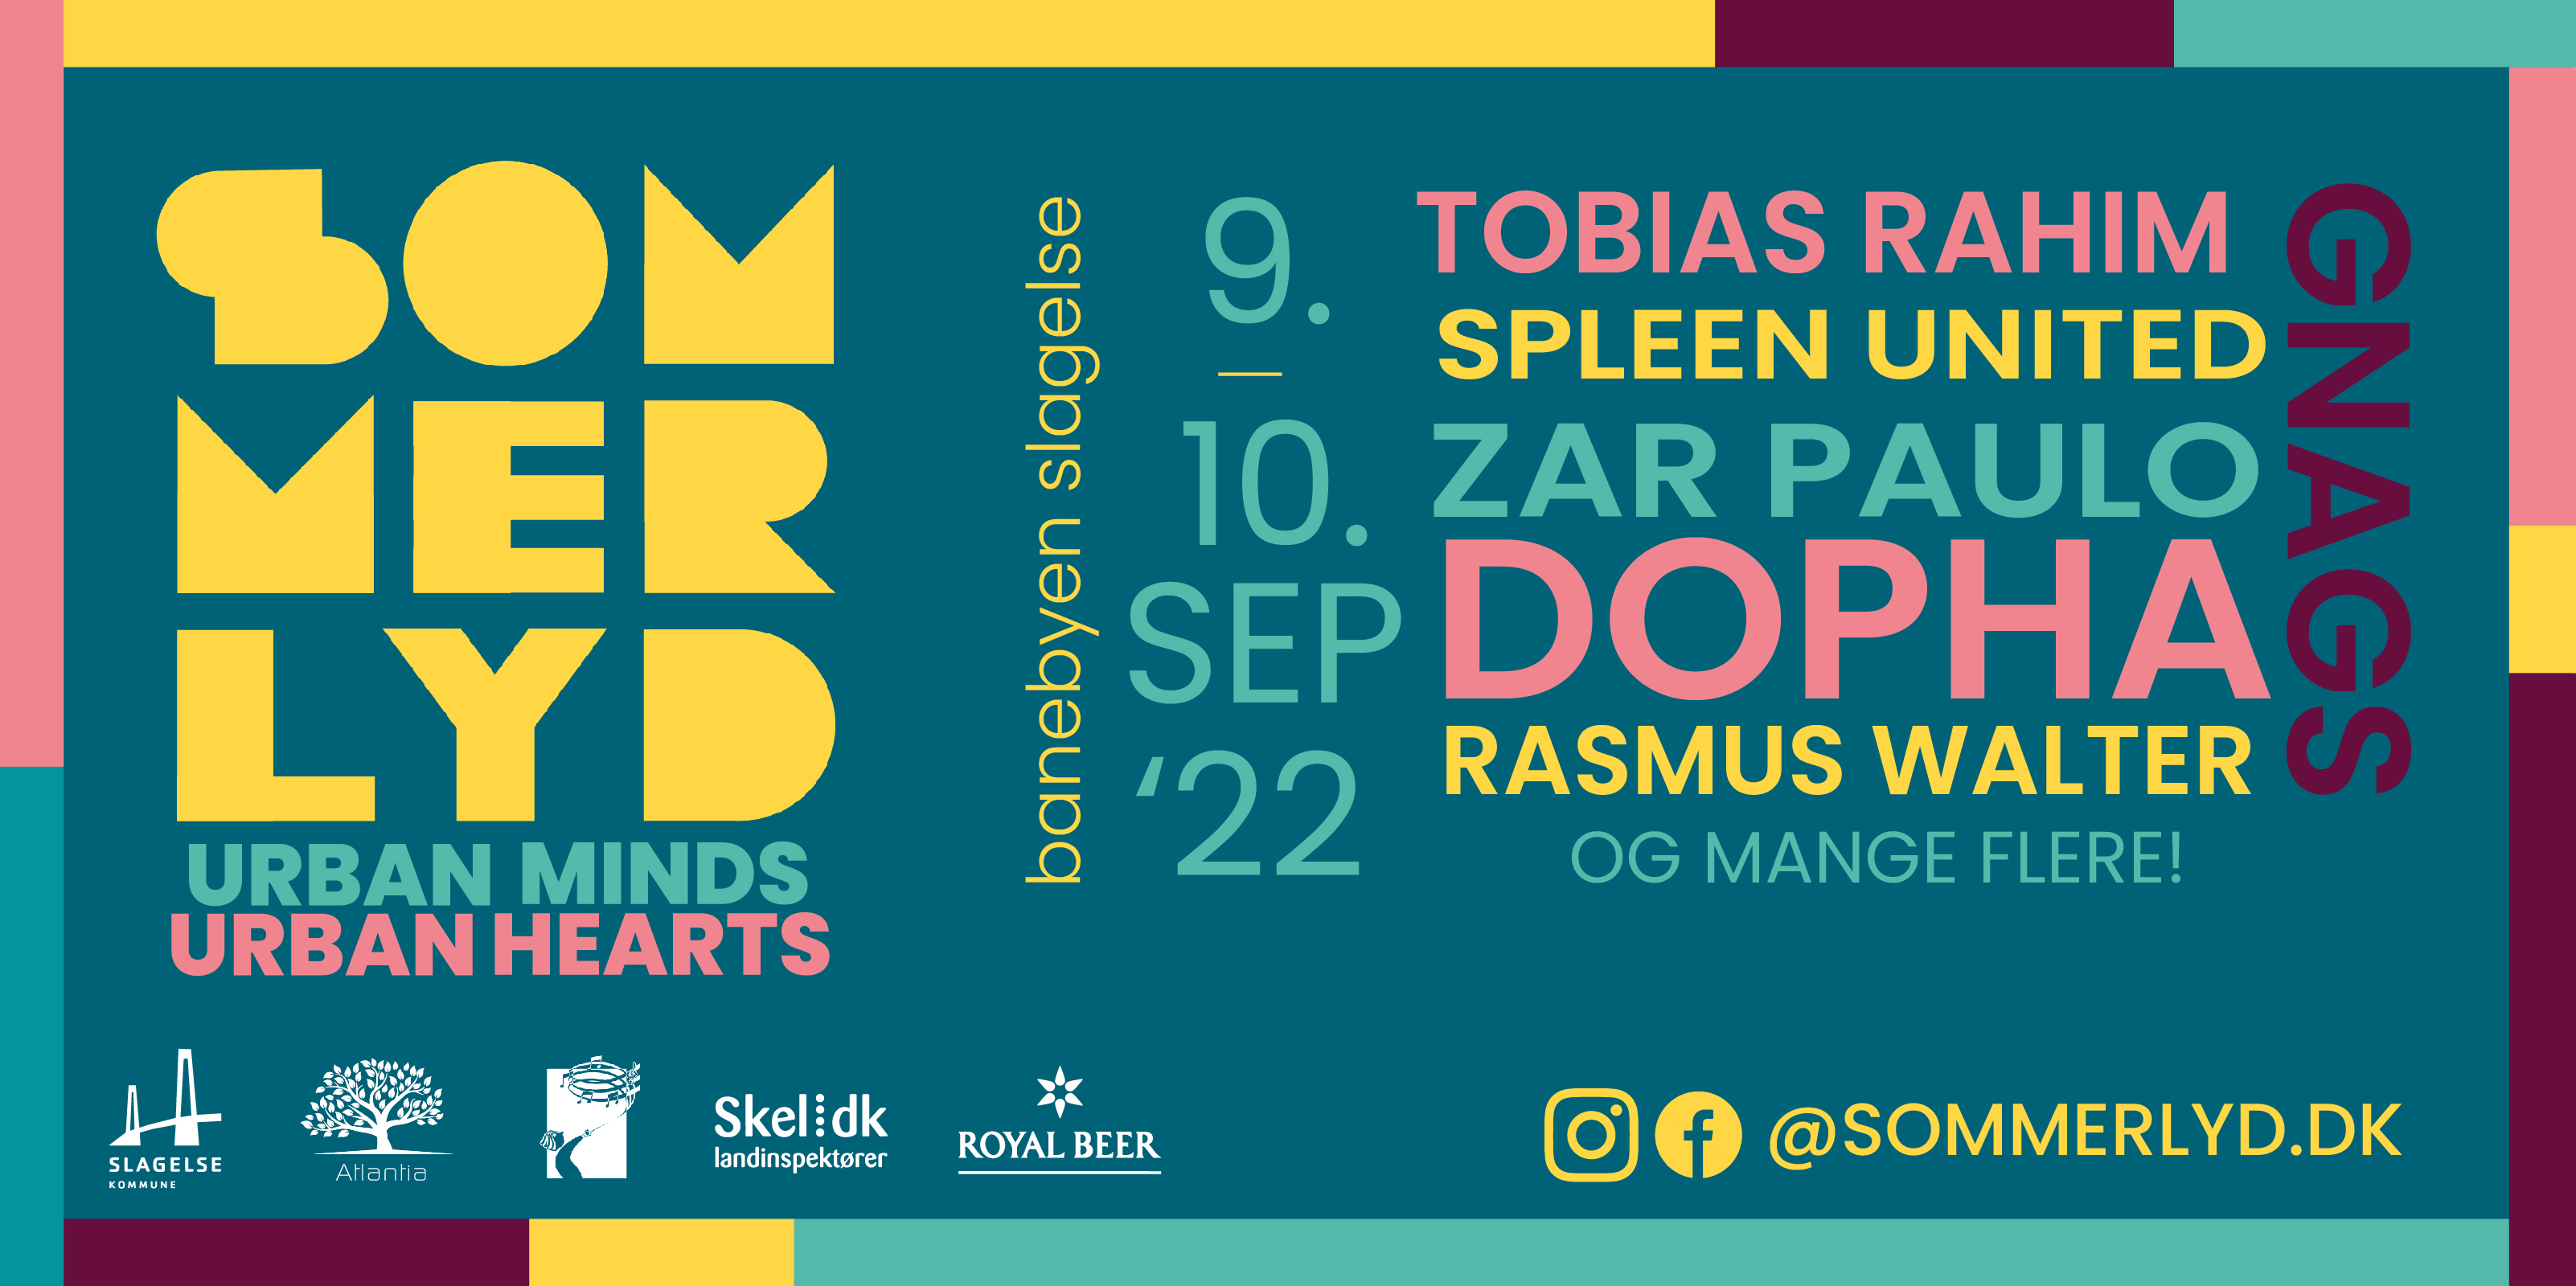 SOM
MER
LYD
URBAN MINDS
URBAN HEARTS
banebyen slagelse
9.
–
10.
SEP
‘22
TOBIAS RAHIM
SPLEEN UNITED
ZAR PAULO
DOPHA
RASMUS WALTER
OG MANGE FLERE!
GNAGS
SLAGELSE
KOMMUNE
Atlantia
Skel:dk
landinspektører
ROYAL BEER
@SOMMERLYD.DK